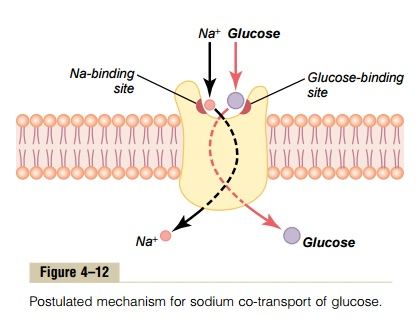 Na+ Glucose
Na-binding
site
Glucose-binding
site
Na+
Glucose
Figure 4–12
Postulated mechanism for sodium co-transport of glucose.